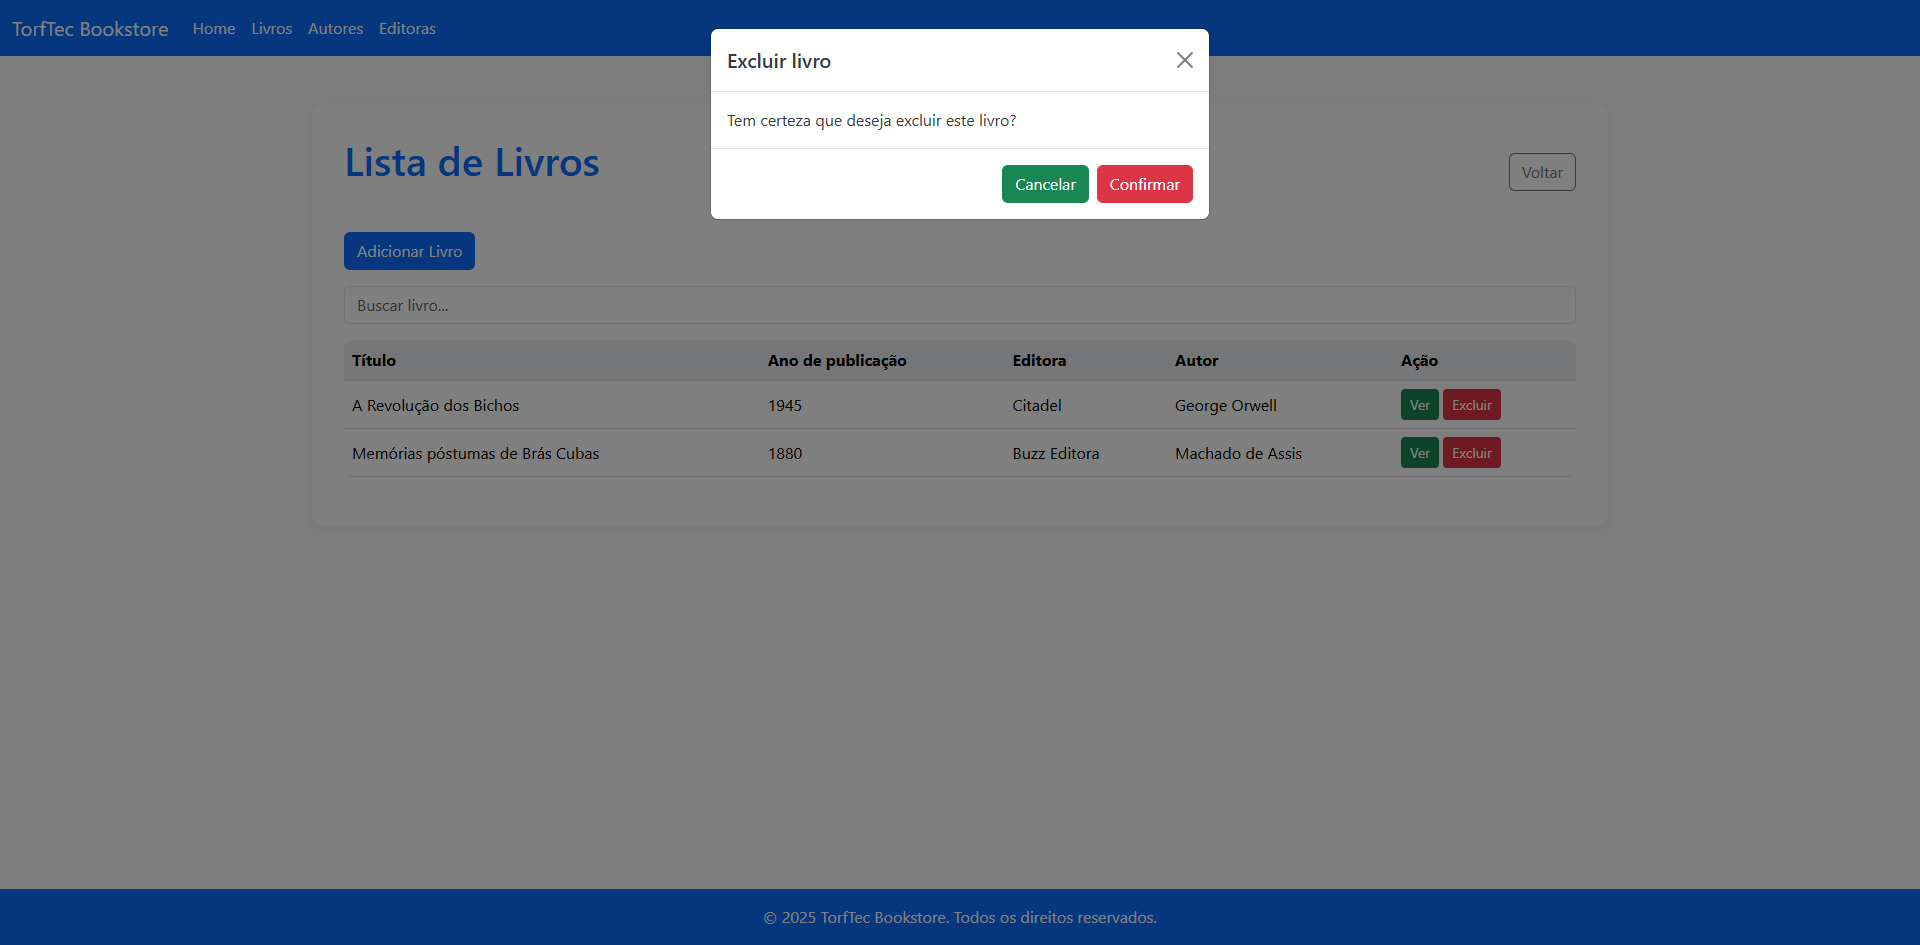 TorfTec Bookstore Home Livros Autores Editoras
Excluir livro
Tem certeza que deseja excluir este livro?
Cancelar Confirmar
Lista de Livros
Voltar
Adicionar Livro
Buscar livro...
Título Ano de publicação Editora Autor Ação
A Revolução dos Bichos 1945 Citadel George Orwell Ver Excluir
Memórias póstumas de Brás Cubas 1880 Buzz Editora Machado de Assis Ver Excluir
© 2025 TorfTec Bookstore. Todos os direitos reservados.